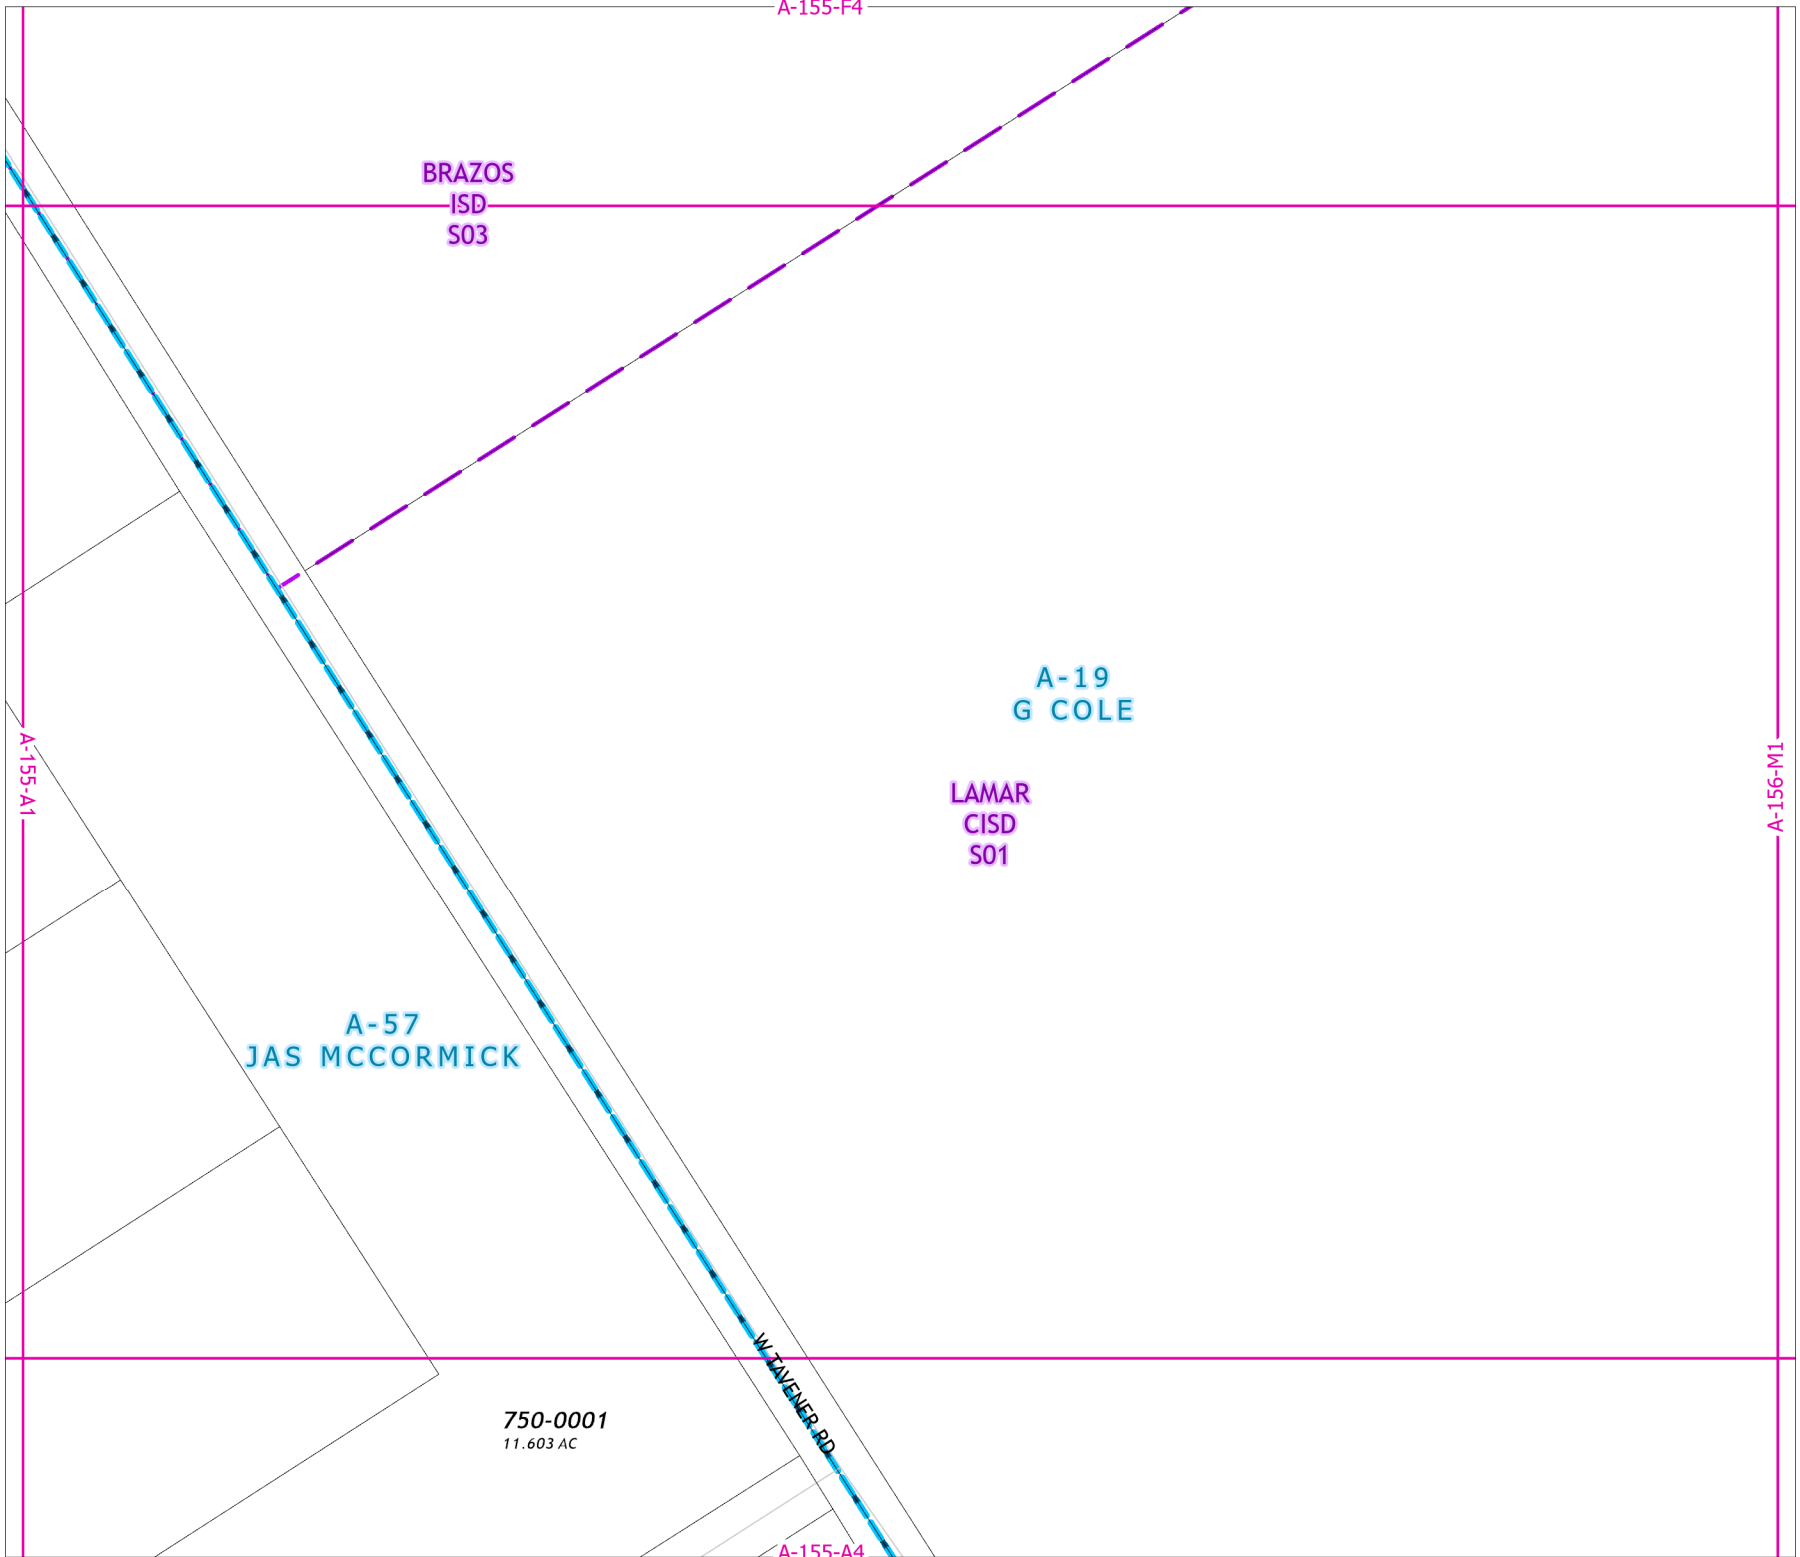 A-155-F4
BRAZOS
ISD
S03
A-19
G COLE
A-155-A1
A-156-M1
LAMAR
CISD
S01
A-57
JAS MCCORMICK
W TAVENER RD
750-0001
11.603 AC
A-155-A4